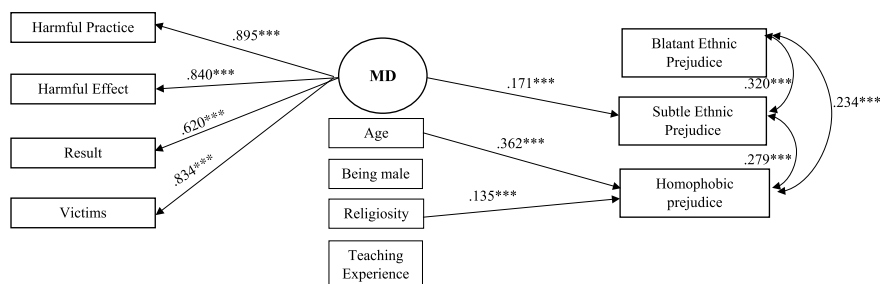 Harmful Practice
Harmful Effect
Result
Victims
.895***
.840***
.620***
.834***
MD
Age
Being male
Religiosity
Teaching
Experience
.171***
.362***
.135***
Blatant Ethnic
Prejudice
Subtle Ethnic
Prejudice
Homophobic
prejudice
.320***
.234***
.279***